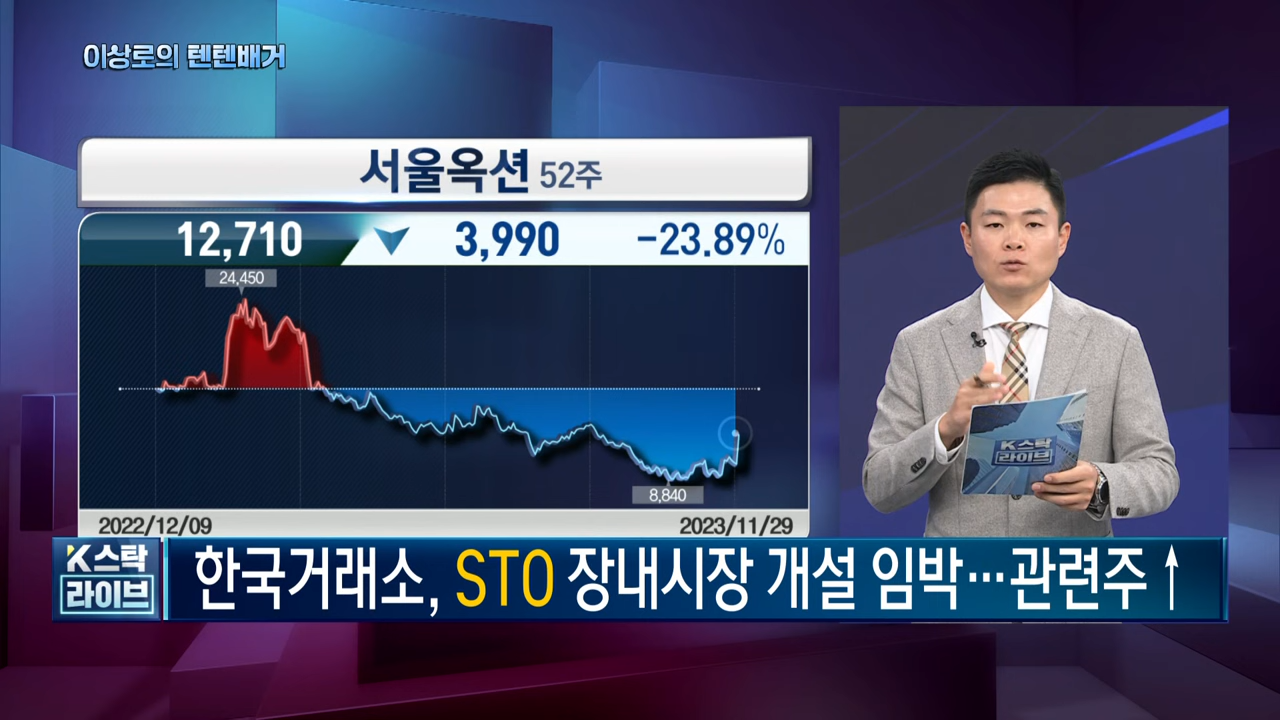 이상로의 텐텐배거
서울옥션 52주
12,710 ▼ 3,990 -23.89%
24,450
8,840
2022/12/09 2023/11/29
K스탁
라이브
K스탁
라이브
한국거래소, STO 장내시장 개설 임박…관련주↑